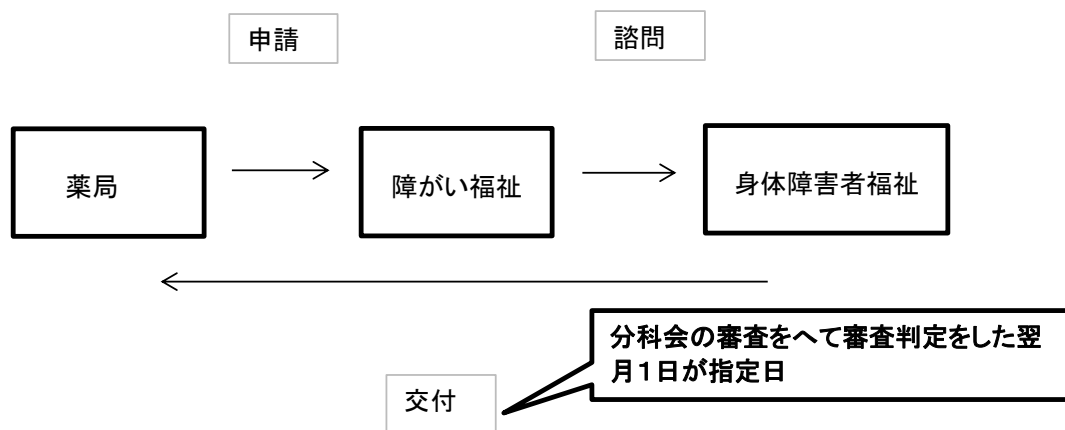 申請
諮問
薬局
障がい福祉
身体障害者福祉
分科会の審査をへて審査判定をした翌
月１日が指定日
交付